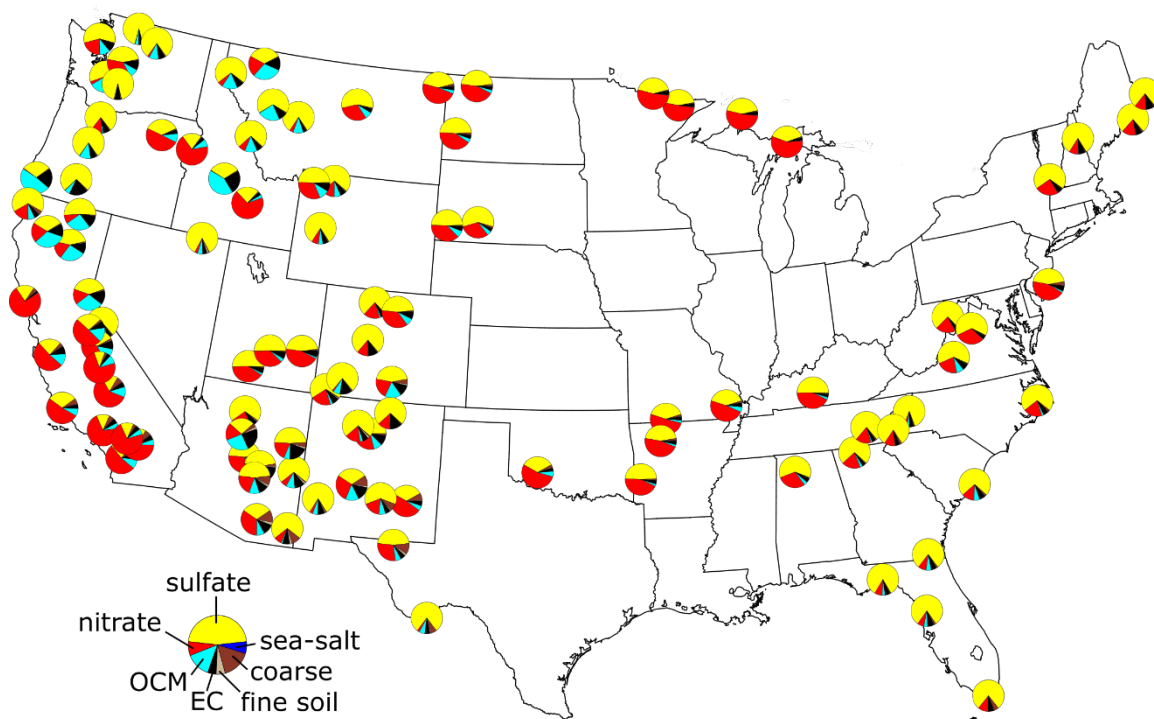 sulfate
nitrate
sea-salt
OCM
coarse
EC
fine soil